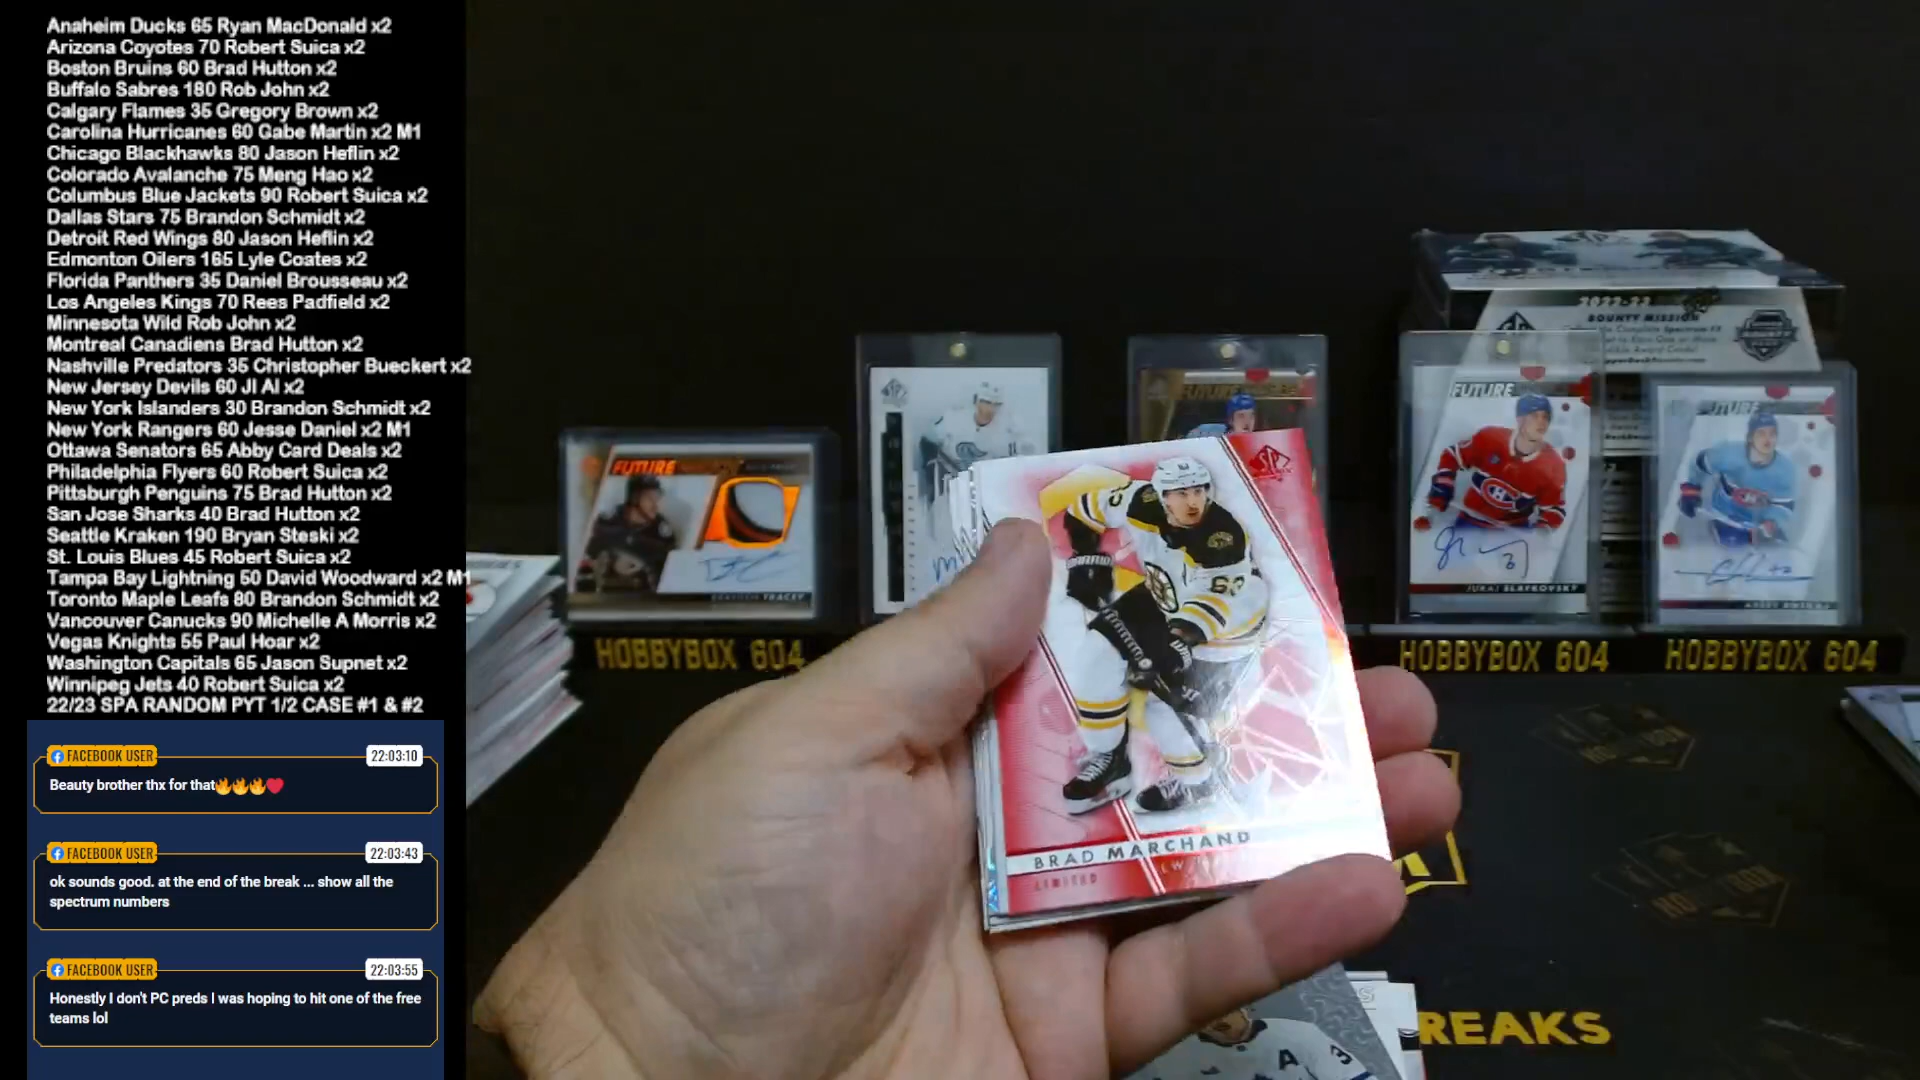 Anaheim Ducks 65 Ryan MacDonald x2
Arizona Coyotes 70 Robert Suica x2
Boston Bruins 60 Brad Hutton x2
Buffalo Sabres 180 Rob John x2
Calgary Flames 35 Gregory Brown x2
Carolina Hurricanes 60 Gabe Martin x2 M1
Chicago Blackhawks 80 Jason Heflin x2
Colorado Avalanche 75 Meng Hao x2
Columbus Blue Jackets 90 Robert Suica x2
Dallas Stars 75 Brandon Schmidt x2
Detroit Red Wings 80 Jason Heflin x2
Edmonton Oilers 165 Lyle Coates x2
Florida Panthers 35 Daniel Brousseau x2
Los Angeles Kings 70 Rees Padfield x2
Minnesota Wild Rob John x2
Montreal Canadiens Brad Hutton x2
Nashville Predators 35 Christopher Bueckert x2
New Jersey Devils 60 JI AI x2
New York Islanders 30 Brandon Schmidt x2
New York Rangers 60 Jesse Daniel x2 M1
Ottawa Senators 65 Abby Card Deals x2
Philadelphia Flyers 60 Robert Suica x2
Pittsburgh Penguins 75 Brad Hutton x2
San Jose Sharks 40 Brad Hutton x2
Seattle Kraken 190 Bryan Steski x2
St. Louis Blues 45 Robert Suica x2
Tampa Bay Lightning 50 David Woodward x2 M1
Toronto Maple Leafs 80 Brandon Schmidt x2
Vancouver Canucks 90 Michelle A Morris x2
Vegas Knights 55 Paul Hoar x2
Washington Capitals 65 Jason Supnet x2
Winnipeg Jets 40 Robert Suica x2
22/23 SPA RANDOM PYT 1/2 CASE #1 & #2
FACEBOOK USER 22:03:10
Beauty brother thx for that🔥🔥🔥❤️
FACEBOOK USER 22:03:43
ok sounds good. at the end of the break ... show all the
spectrum numbers
FACEBOOK USER 22:03:55
Honestly I don't PC preds I was hoping to hit one of the free
teams lol
2022-23
BOUNTY MISSION
FUTURE
FUTURE
FUTURE
FUTURE
JURAJ SLAFKOVSKY
HOBBYBOX 604
HOBBYBOX 604
HOBBYBOX 604
63
BRAD MARCHAND
LIMITED
A
REAKS